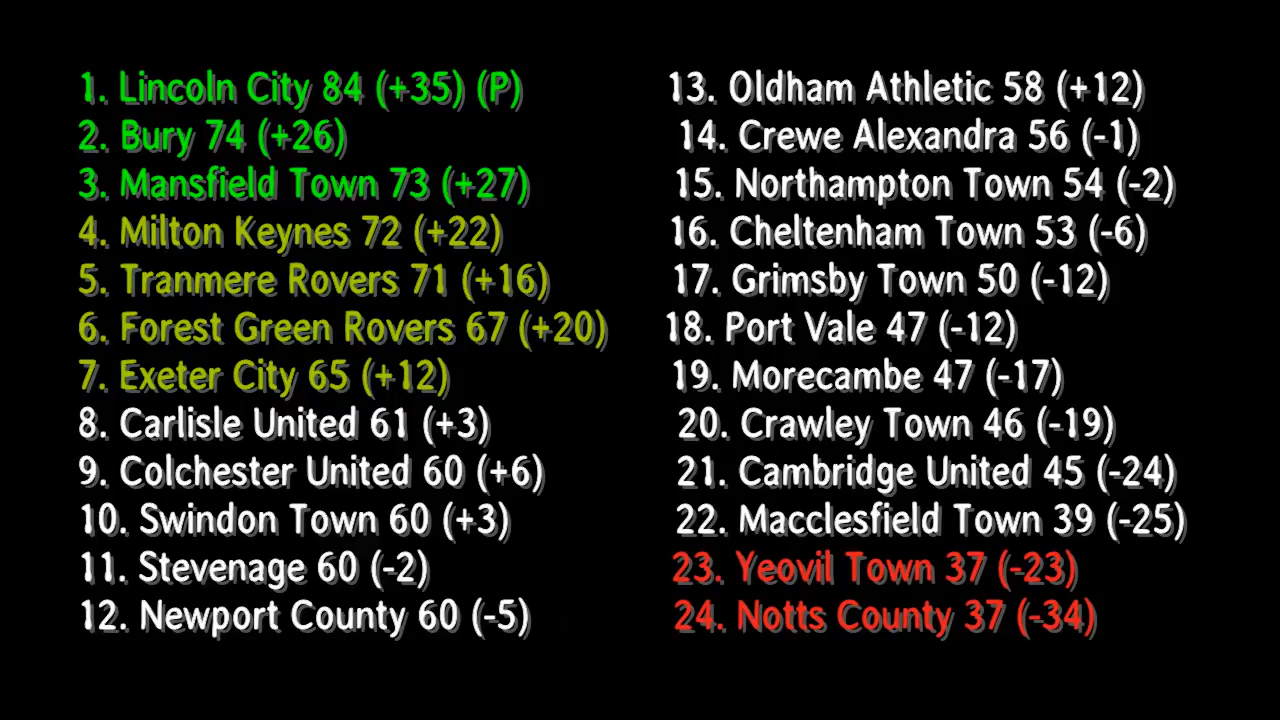 1. Lincoln City 84 (+35) (P)
2. Bury 74 (+26)
3. Mansfield Town 73 (+27)
4. Milton Keynes 72 (+22)
5. Tranmere Rovers 71 (+16)
6. Forest Green Rovers 67 (+20)
7. Exeter City 65 (+12)
8. Carlisle United 61 (+3)
9. Colchester United 60 (+6)
10. Swindon Town 60 (+3)
11. Stevenage 60 (-2)
12. Newport County 60 (-5)
13. Oldham Athletic 58 (+12)
14. Crewe Alexandra 56 (-1)
15. Northampton Town 54 (-2)
16. Cheltenham Town 53 (-6)
17. Grimsby Town 50 (-12)
18. Port Vale 47 (-12)
19. Morecambe 47 (-17)
20. Crawley Town 46 (-19)
21. Cambridge United 45 (-24)
22. Macclesfield Town 39 (-25)
23. Yeovil Town 37 (-23)
24. Notts County 37 (-34)